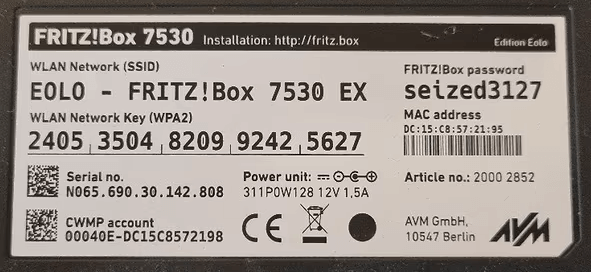 FRITZ!Box 7530 Installation: http://fritz.box Edition Eolo
WLAN Network (SSID)
EOLO - FRITZ!Box 7530 EX
WLAN Network Key (WPA2)
2405 3504 8209 9242 5627
FRITZ!Box password
seized3127
MAC address
DC:15:C8:57:21:95
Serial no.
N065.690.30.142.808
Power unit:
311P0W128 12V 1,5A
Article no.: 2000 2852
CWMP account
00040E-DC15C8572198
CE
AVM GmbH,
10547 Berlin
AVM